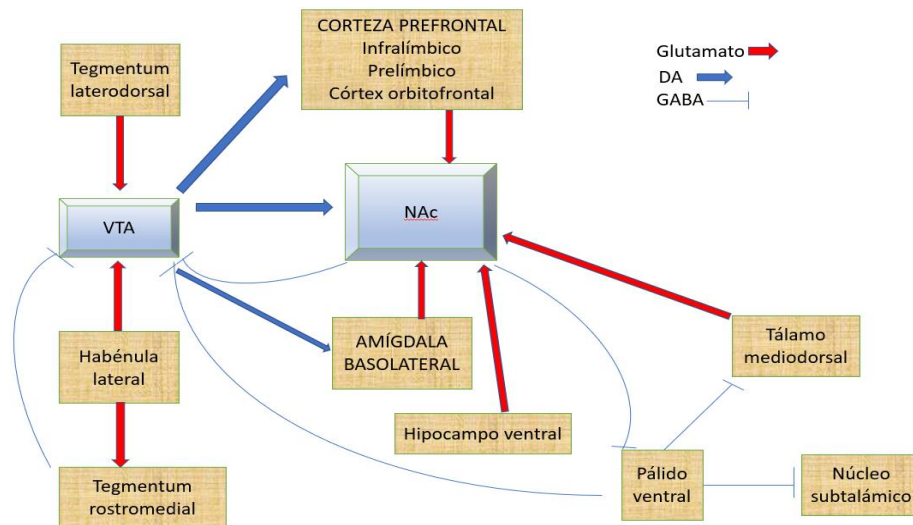 CORTEZA PREFRONTAL
Infralímbico
Prelímbico
Córtex orbitofrontal
Glutamato
DA
GABA
Tegmentum
laterodorsal
VTA
NAc
Habénula
lateral
AMÍGDALA
BASOLATERAL
Tálamo
mediodorsal
Hipocampo ventral
Tegmentum
rostromedial
Pálido
ventral
Núcleo
subtalámico